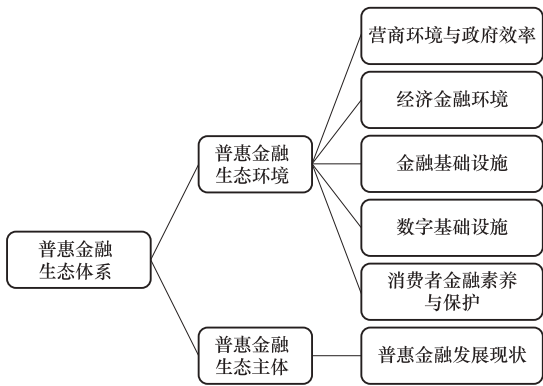 营商环境与政府效率
经济金融环境
普惠金融
生态环境
金融基础设施
数字基础设施
普惠金融
生态体系
消费者金融素养
与保护
普惠金融
生态主体
普惠金融发展现状